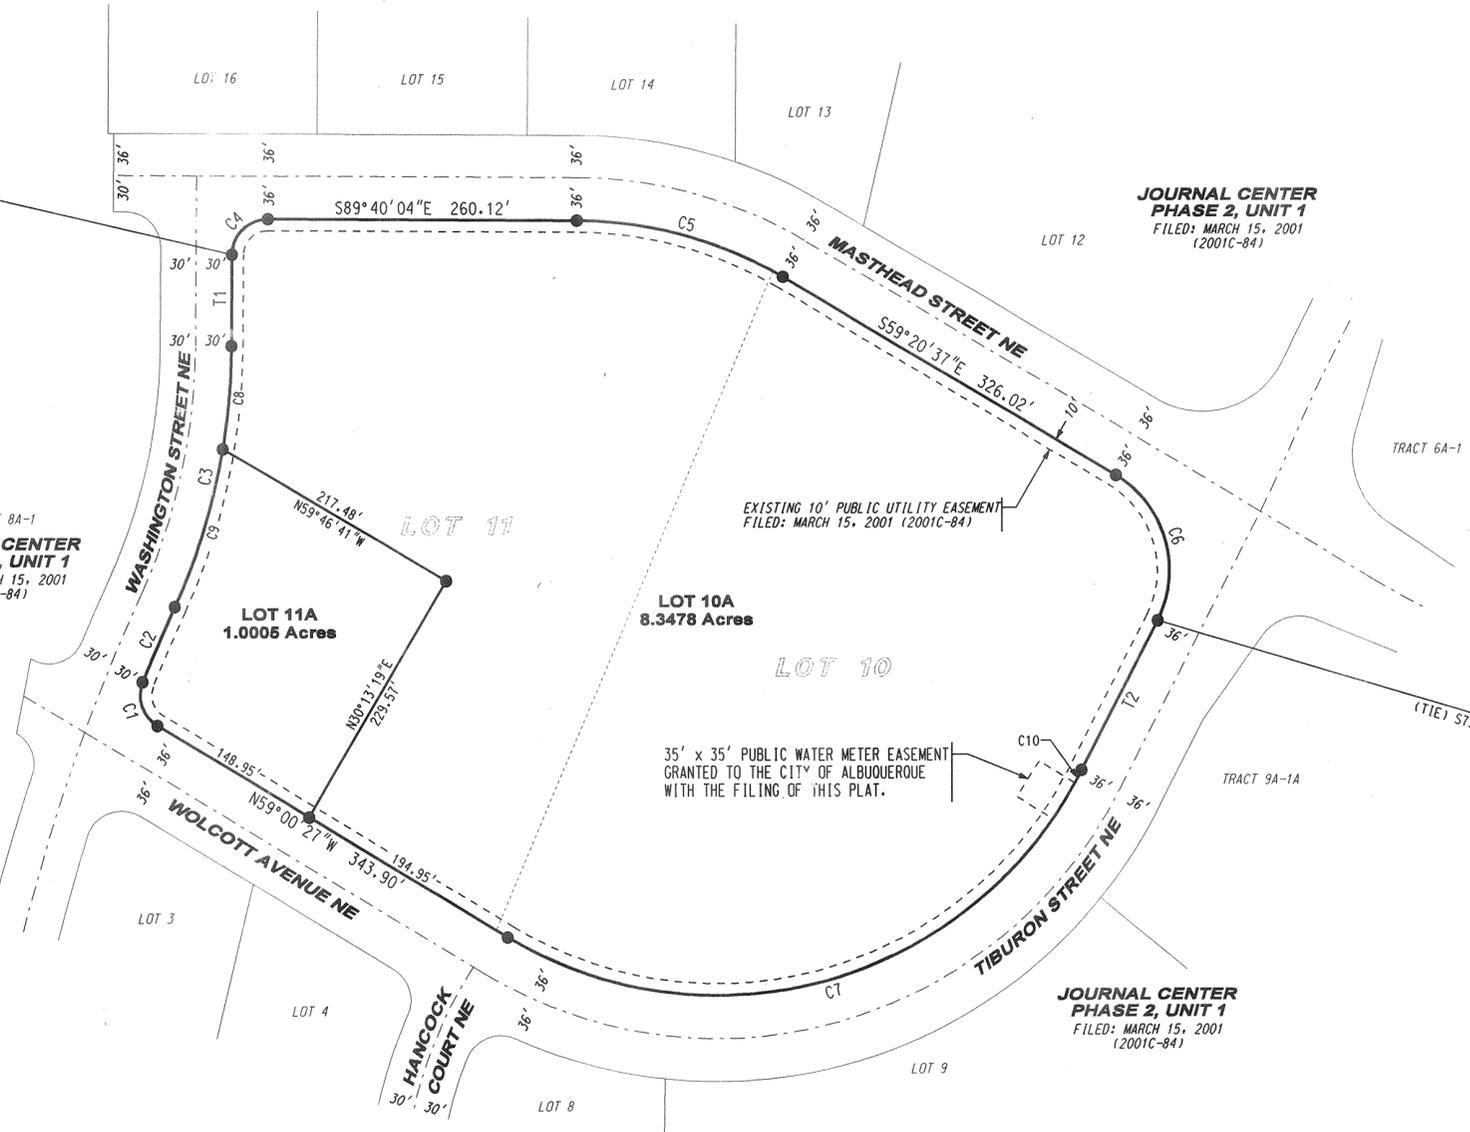 LOT 16
LOT 15
LOT 14
LOT 13
36'
36'
36'
30'
36'
36'
S89°40'04"E 260.12'
C4
C5
36'
36'
JOURNAL CENTER
PHASE 2, UNIT 1
FILED: MARCH 15, 2001
(2001C-84)
LOT 12
MASTHEAD STREET NE
30'
30'
T1
30'
30'
S59°20'37"E 326.02'
10'
36'
36'
WASHINGTON STREET NE
C8
C3
C9
217.48'
N59°46'41"W
LOT 11
EXISTING 10' PUBLIC UTILITY EASEMENT
FILED: MARCH 15, 2001 (2001C-84)
TRACT 6A-1
C6
8A-1
CENTER
, UNIT 1
H 15, 2001
C-84)
LOT 11A
1.0005 Acres
LOT 10A
8.3478 Acres
LOT 10
36'
C2
30'
30'
C1
N30°13'19"E
229.57'
T2
(TIE) S7
36'
36'
148.95'
N59°00'27"W 343.90'
194.95'
WOLCOTT AVENUE NE
35' x 35' PUBLIC WATER METER EASEMENT
GRANTED TO THE CITY OF ALBUQUERQUE
WITH THE FILING OF THIS PLAT.
C10
36'
36'
TRACT 9A-1A
TIBURON STREET NE
LOT 3
LOT 4
36'
36'
C7
HANCOCK
COURT NE
30'
30'
JOURNAL CENTER
PHASE 2, UNIT 1
FILED: MARCH 15, 2001
(2001C-84)
LOT 9
LOT 8